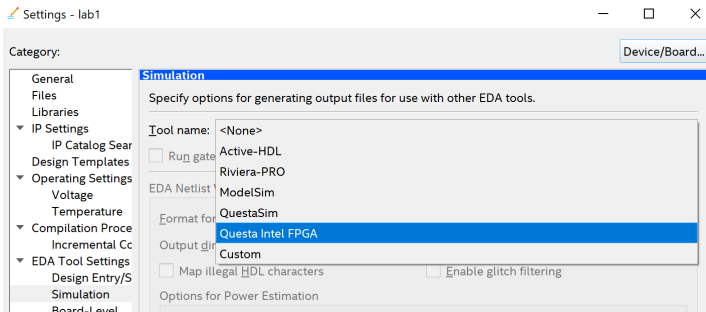 Settings - lab1
Category:
Device/Board...
General
Files
Libraries
IP Settings
IP Catalog Sear
Design Templates
Operating Settings
Voltage
Temperature
Compilation Proce
Incremental Cc
EDA Tool Settings
Design Entry/S
Simulation
Board-Level
Simulation
Specify options for generating output files for use with other EDA tools.
Tool name:
<None>
Active-HDL
Riviera-PRO
ModelSim
QuestaSim
Questa Intel FPGA
Custom
Run gate
EDA Netlist
Format for
Output dir
Map illegal HDL characters
Enable glitch filtering
Options for Power Estimation